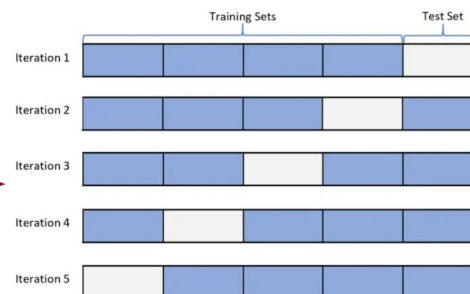 Training Sets
Test Set
Iteration 1
Iteration 2
Iteration 3
Iteration 4
Iteration 5